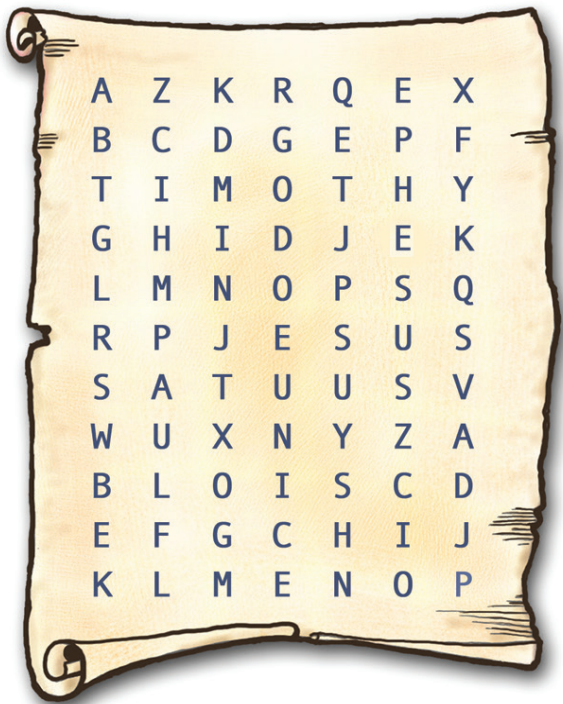 A Z K R Q E X
B C D G E P F
T I M O T H Y
G H I D J E K
L M N O P S Q
R P J E S U S
S A T U U S V
W U X N Y Z A
B L O I S C D
E F G C H I J
K L M E N O P